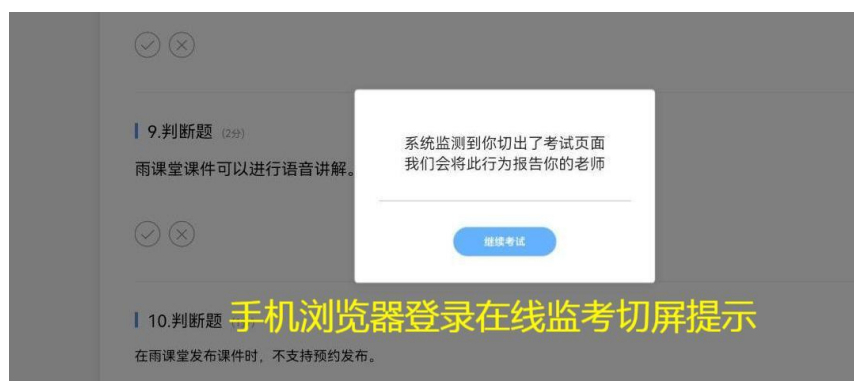 9.判断题 (2分)
雨课堂课件可以进行语音讲解。
系统监测到你切出了考试页面
我们会将此行为报告你的老师
继续考试
10.判断题
手机浏览器登录在线监考切屏提示
在雨课堂发布课件时，不支持预约发布。